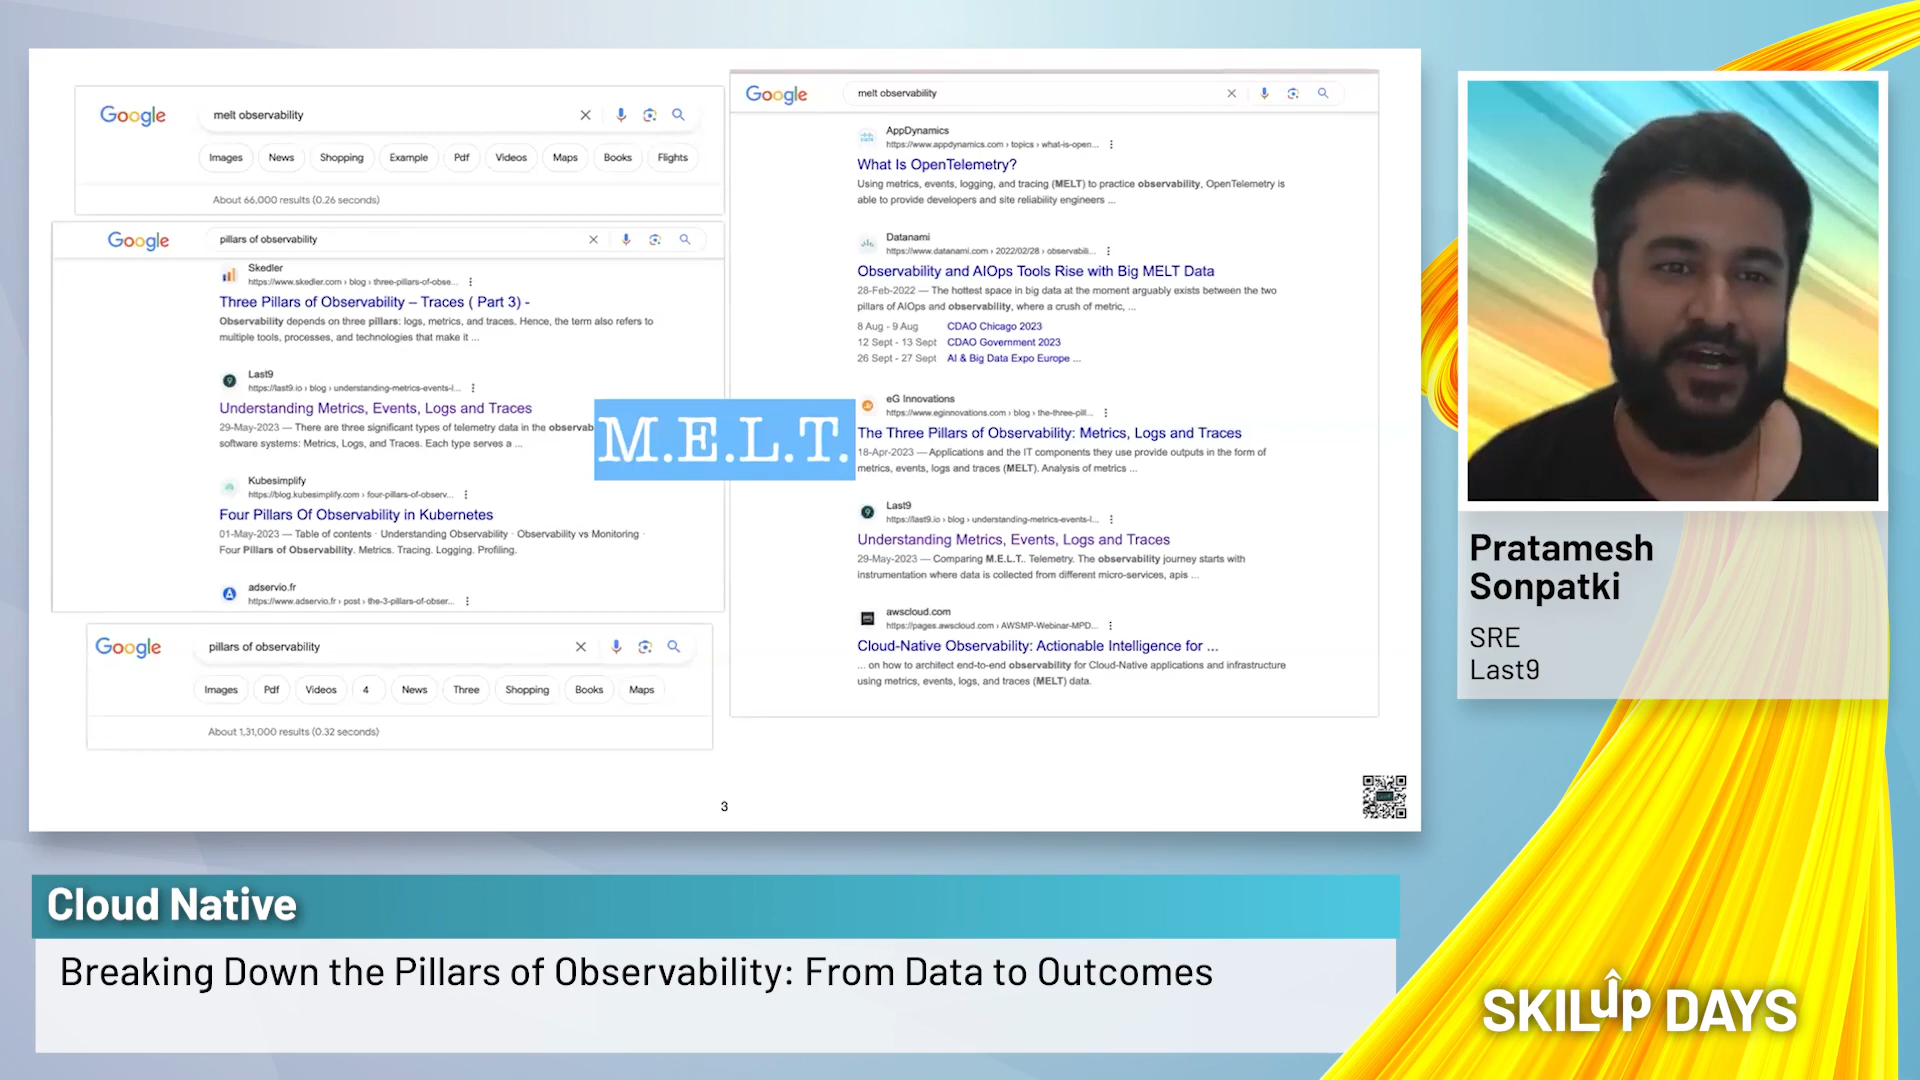 Google
melt observability
Images
News
Shopping
Example
Pdf
Videos
Maps
Books
Flights
About 66,000 results (0.26 seconds)
Google
pillars of observability
Skedler
https://www.skedler.com › blog › three-pillars-of-obse...
Three Pillars of Observability – Traces ( Part 3) -
Observability depends on three pillars: logs, metrics, and traces. Hence, the term also refers to
multiple tools, processes, and technologies that make it ...
Last9
https://last9.io › blog › understanding-metrics-events-l...
Understanding Metrics, Events, Logs and Traces
29-May-2023 — There are three significant types of telemetry data in the observab
software systems: Metrics, Logs, and Traces. Each type serves a ...
Kubesimplify
https://blog.kubesimplify.com › four-pillars-of-observ...
Four Pillars Of Observability in Kubernetes
01-May-2023 — Table of contents · Understanding Observability · Observability vs Monitoring ·
Four Pillars of Observability. Metrics. Tracing. Logging. Profiling.
adservio.fr
https://www.adservio.fr › post › the-3-pillars-of-obser...
Google
pillars of observability
Images
Pdf
Videos
4
News
Three
Shopping
Books
Maps
About 1,31,000 results (0.32 seconds)
M.E.L.T.
Google
melt observability
AppDynamics
https://www.appdynamics.com › topics › what-is-open...
What Is OpenTelemetry?
Using metrics, events, logging, and tracing (MELT) to practice observability, OpenTelemetry is
able to provide developers and site reliability engineers ...
Datanami
https://www.datanami.com › 2022/02/28 › observabili...
Observability and AIOps Tools Rise with Big MELT Data
28-Feb-2022 — The hottest space in big data at the moment arguably exists between the two
pillars of AIOps and observability, where a crush of metric, ...
8 Aug - 9 Aug CDAO Chicago 2023
12 Sept - 13 Sept CDAO Government 2023
26 Sept - 27 Sept AI & Big Data Expo Europe ...
eG Innovations
https://www.eginnovations.com › blog › the-three-pill...
The Three Pillars of Observability: Metrics, Logs and Traces
18-Apr-2023 — Applications and the IT components they use provide outputs in the form of
metrics, events, logs and traces (MELT). Analysis of metrics ...
Last9
https://last9.io › blog › understanding-metrics-events-l...
Understanding Metrics, Events, Logs and Traces
29-May-2023 — Comparing M.E.L.T.. Telemetry. The observability journey starts with
instrumentation where data is collected from different micro-services, apis ...
awscloud.com
https://pages.awscloud.com › AWSMP-Webinar-MPD...
Cloud-Native Observability: Actionable Intelligence for ...
... on how to architect end-to-end observability for Cloud-Native applications and infrastructure
using metrics, events, logs, and traces (MELT) data.
3
Pratamesh
Sonpatki
SRE
Last9
Cloud Native
Breaking Down the Pillars of Observability: From Data to Outcomes
SKILup DAYS